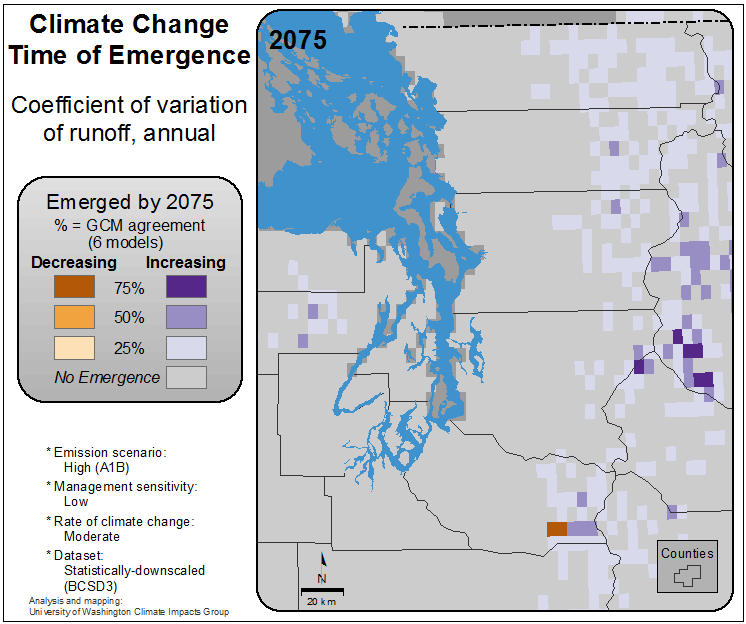 Climate Change
Time of Emergence
Coefficient of variation
of runoff, annual
Emerged by 2075
% = GCM agreement
(6 models)
Decreasing Increasing
75%
50%
25%
No Emergence
* Emission scenario:
High (A1B)
* Management sensitivity:
Low
* Rate of climate change:
Moderate
* Dataset:
Statistically-downscaled
(BCSD3)
Analysis and mapping:
University of Washington Climate Impacts Group
2075
N
20 km
Counties